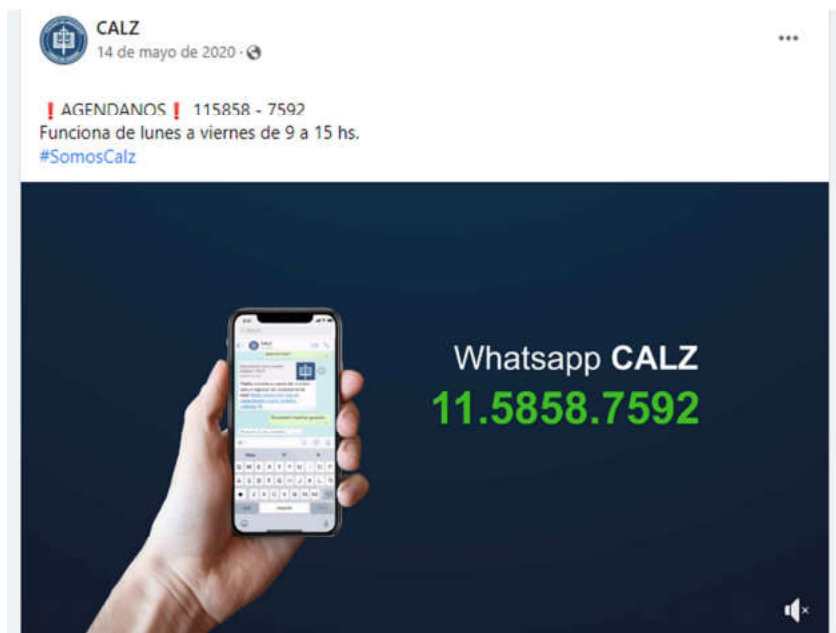 CALZ
14 de mayo de 2020
❗AGENDANOS❗ 115858 - 7592
Funciona de lunes a viernes de 9 a 15 hs.
#SomosCalz
Whatsapp CALZ
11.5858.7592